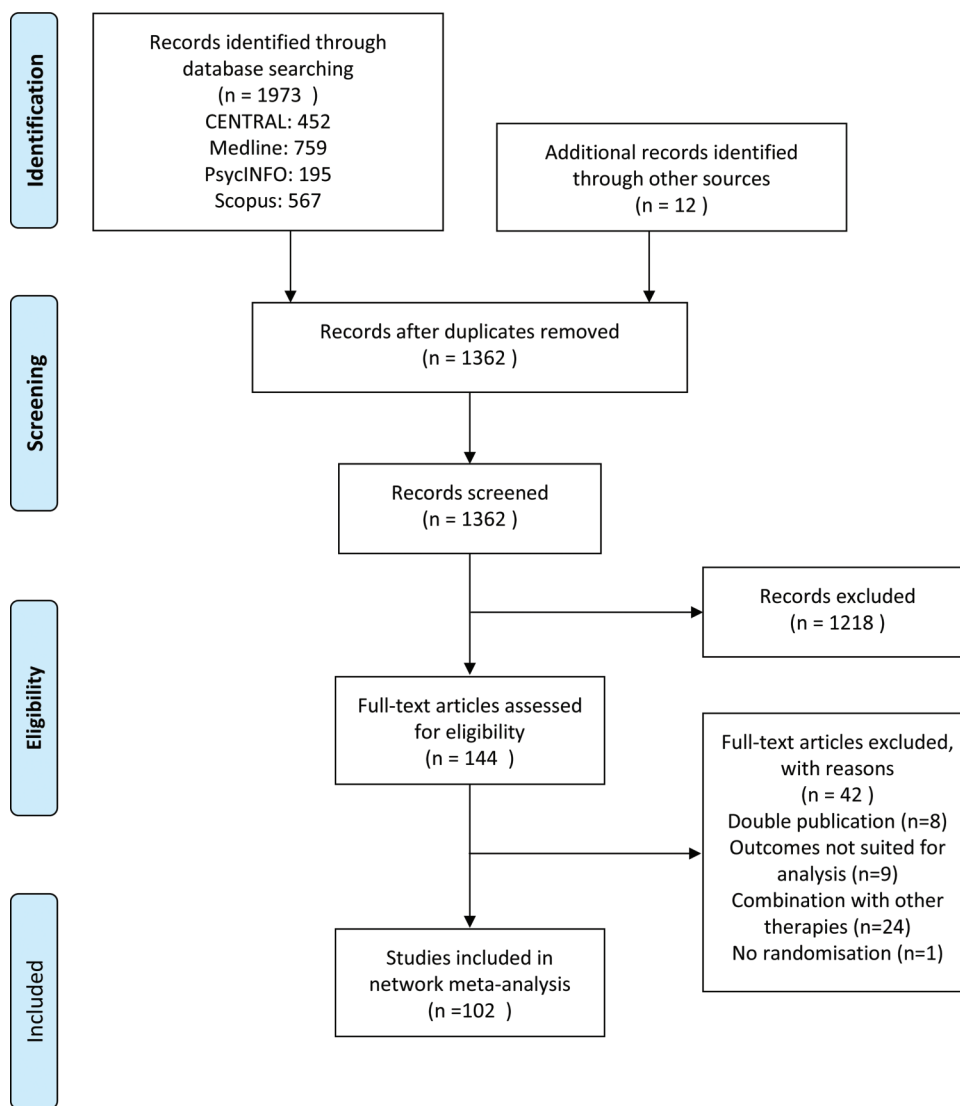 Identification
Records identified through
database searching
(n = 1973 )
CENTRAL: 452
Medline: 759
PsycINFO: 195
Scopus: 567
Additional records identified
through other sources
(n = 12 )
Screening
Records after duplicates removed
(n = 1362 )
Records screened
(n = 1362 )
Records excluded
(n = 1218 )
Eligibility
Full-text articles assessed
for eligibility
(n = 144 )
Full-text articles excluded,
with reasons
(n = 42 )
Double publication (n=8)
Outcomes not suited for
analysis (n=9)
Combination with other
therapies (n=24)
No randomisation (n=1)
Included
Studies included in
network meta-analysis
(n =102 )